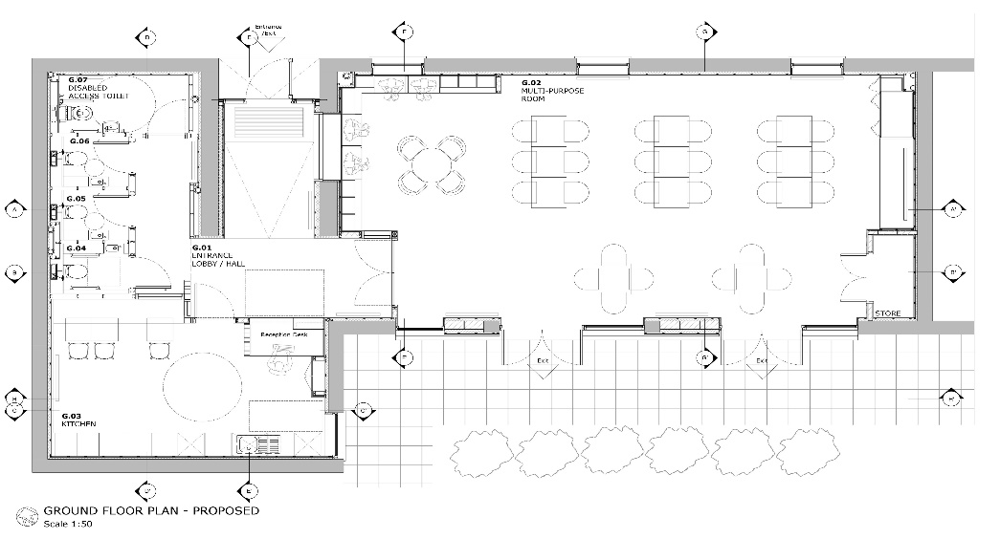 Entrance
/Exit
D
E
F
G
G.07
DISABLED
ACCESS TOILET
G.02
MULTI-PURPOSE
ROOM
G.06
G.05
A
A'
G.04
G.01
ENTRANCE
LOBBY / HALL
B
B'
STORE
Reception Desk
F'
Exit
G'
Exit
H
C
C'
G.03
KITCHEN
D'
E'
GROUND FLOOR PLAN - PROPOSED
Scale 1:50